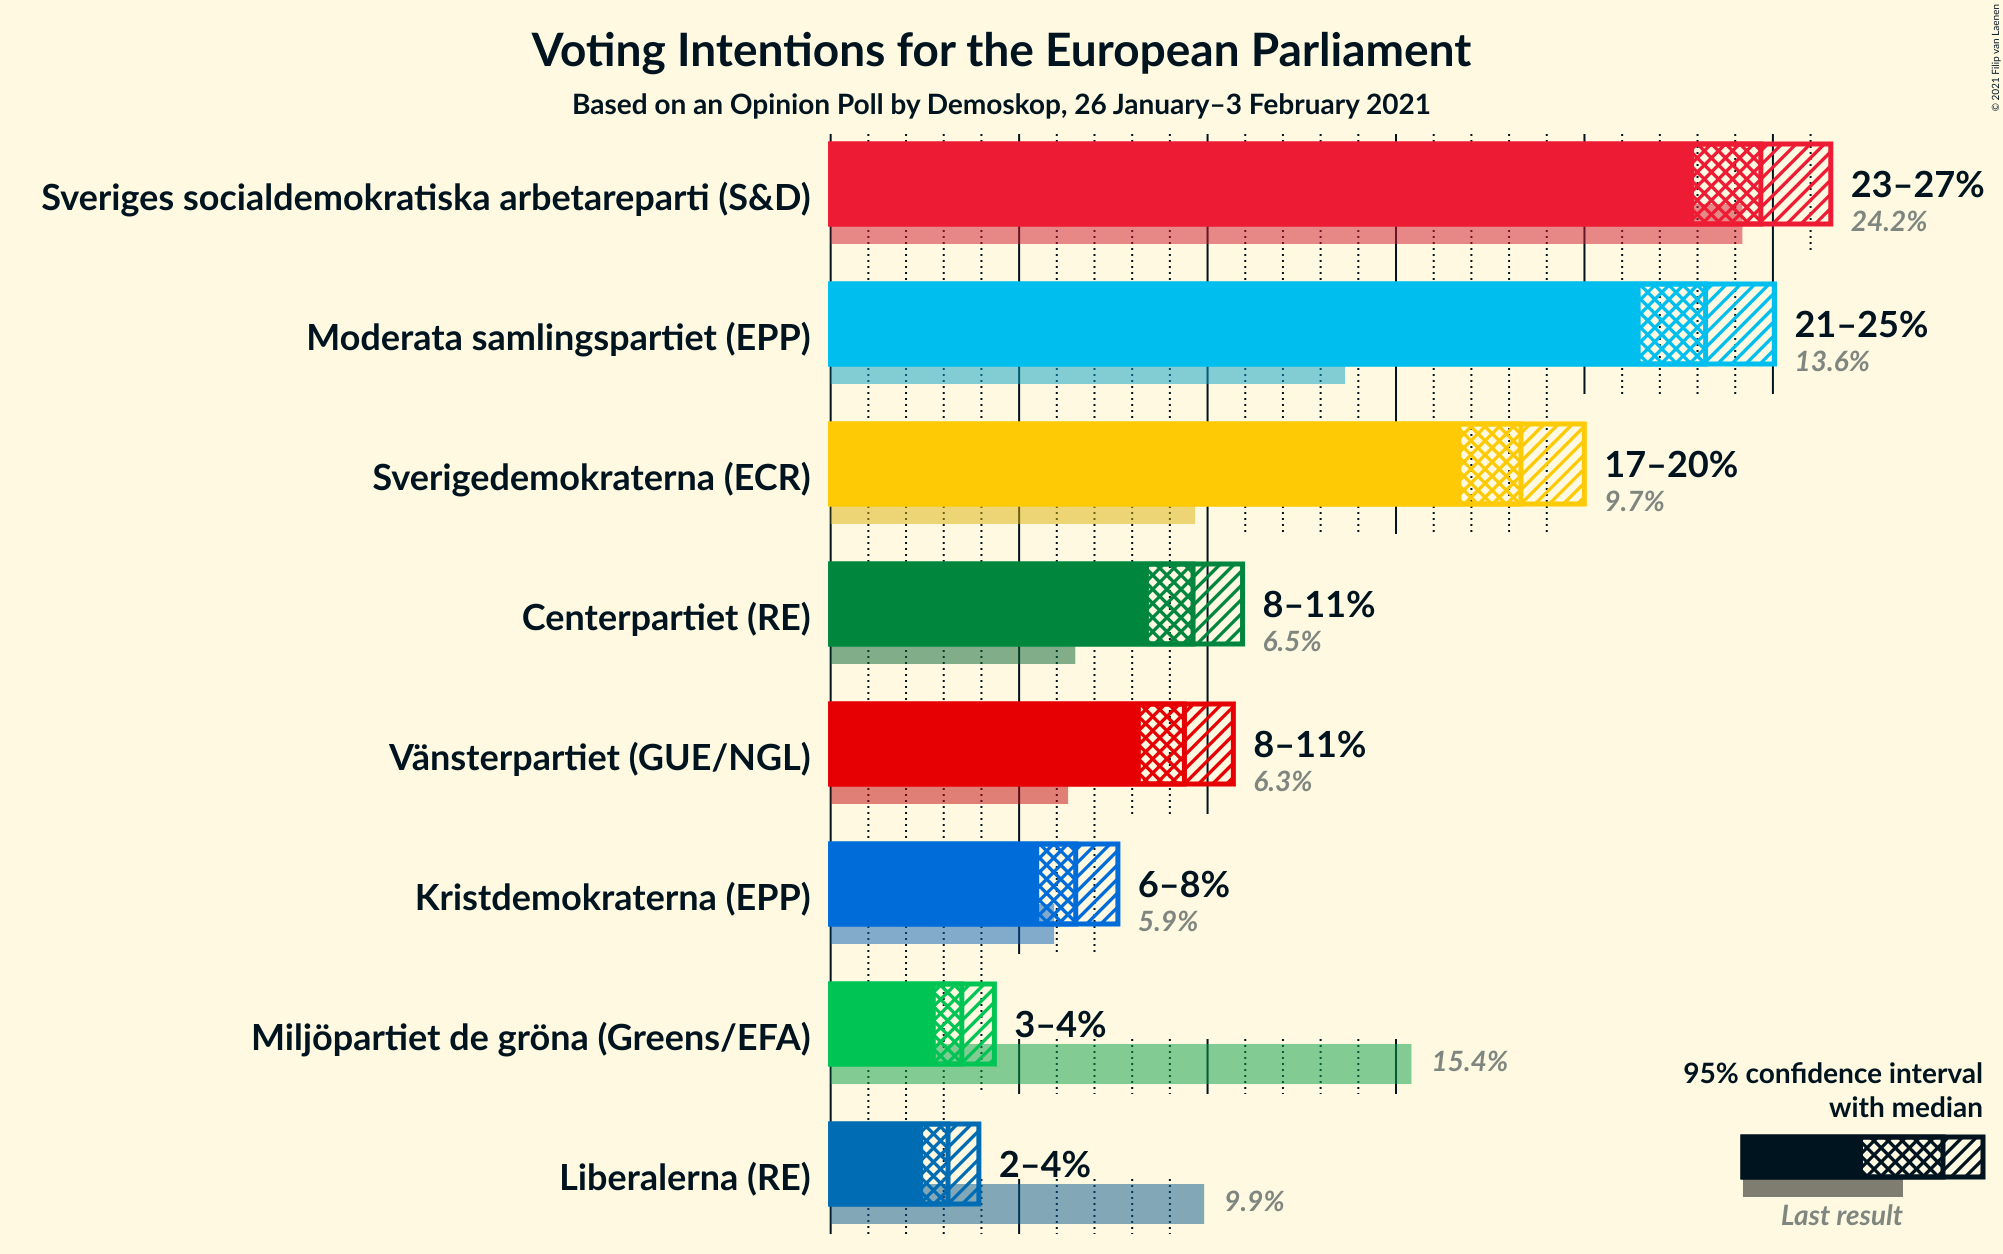 Voting Intentions for the European Parliament
Based on an Opinion Poll by Demoskop, 26 January–3 February 2021
© 2021 Filip van Laenen
Sveriges socialdemokratiska arbetareparti (S&D)
23–27%
24.2%
Moderata samlingspartiet (EPP)
21–25%
13.6%
Sverigedemokraterna (ECR)
17–20%
9.7%
Centerpartiet (RE)
8–11%
6.5%
Vänsterpartiet (GUE/NGL)
8–11%
6.3%
Kristdemokraterna (EPP)
6–8%
5.9%
Miljöpartiet de gröna (Greens/EFA)
3–4%
15.4%
Liberalerna (RE)
2–4%
9.9%
95% confidence interval
with median
Last result